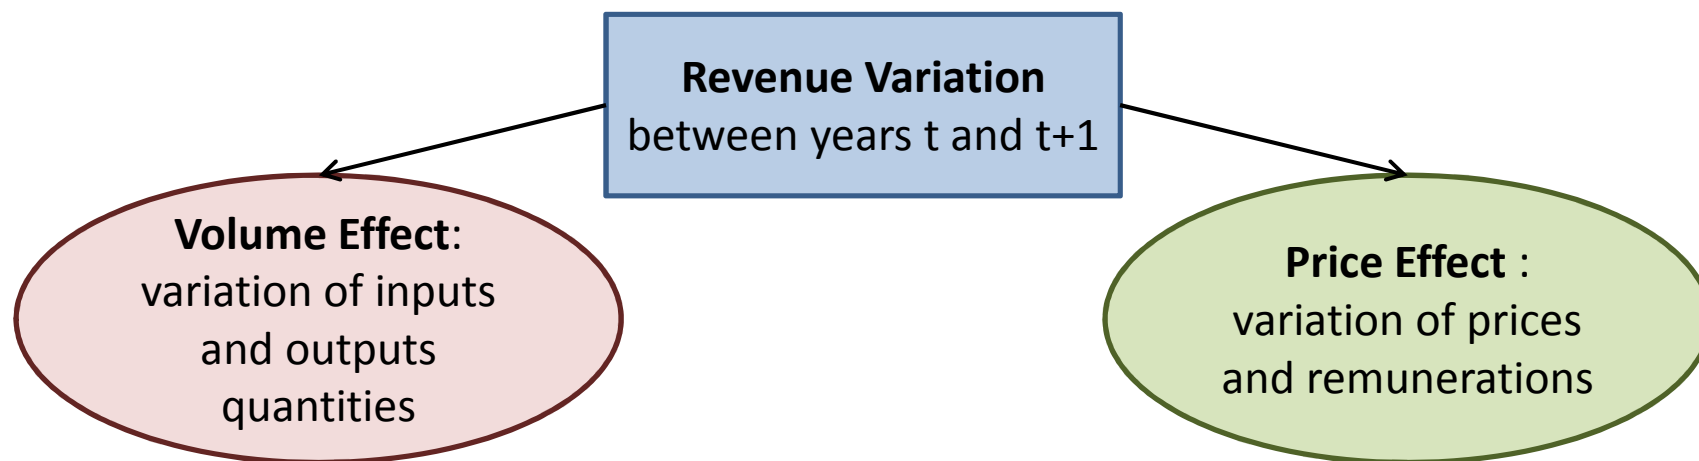 Revenue Variation
between years t and t+1
Volume Effect:
variation of inputs
and outputs
quantities
Price Effect :
variation of prices
and remunerations